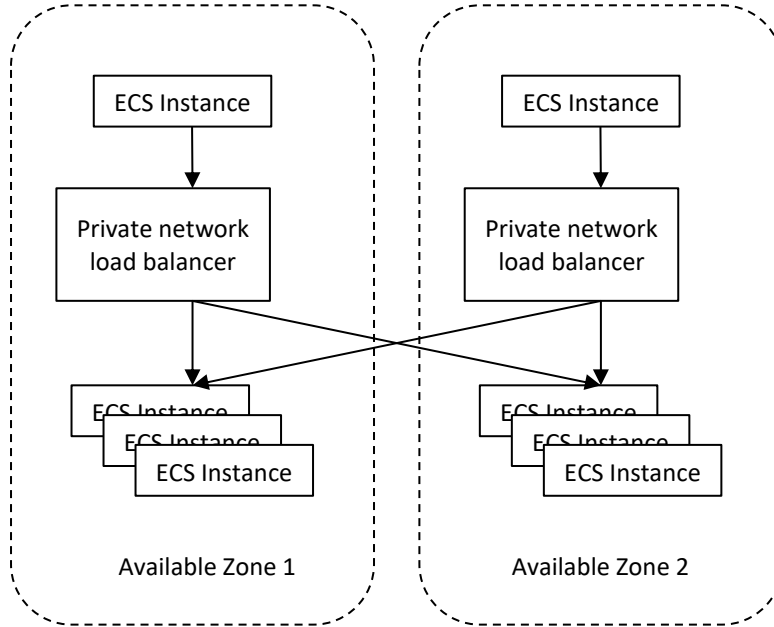 ECS Instance
Private network
load balancer
ECS Instance
ECS Instance
ECS Instance
Available Zone 1
ECS Instance
Private network
load balancer
ECS Instance
ECS Instance
ECS Instance
Available Zone 2